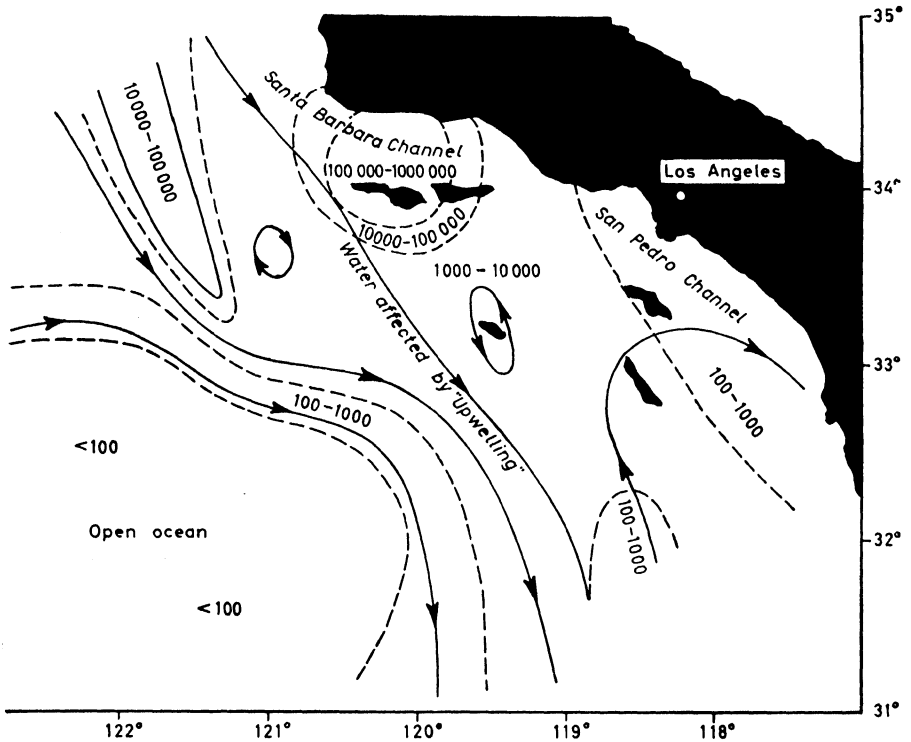 35°
10 000-100 000
Santa Barbara Channel
100 000-1000 000
Los Angeles
34°
10000-100 000
San Pedro Channel
1000-10 000
Water affected by "Upwelling"
33°
100-1000
100-1000
<100
Open ocean
100-1000
32°
<100
31°
122°
121°
120°
119°
118°